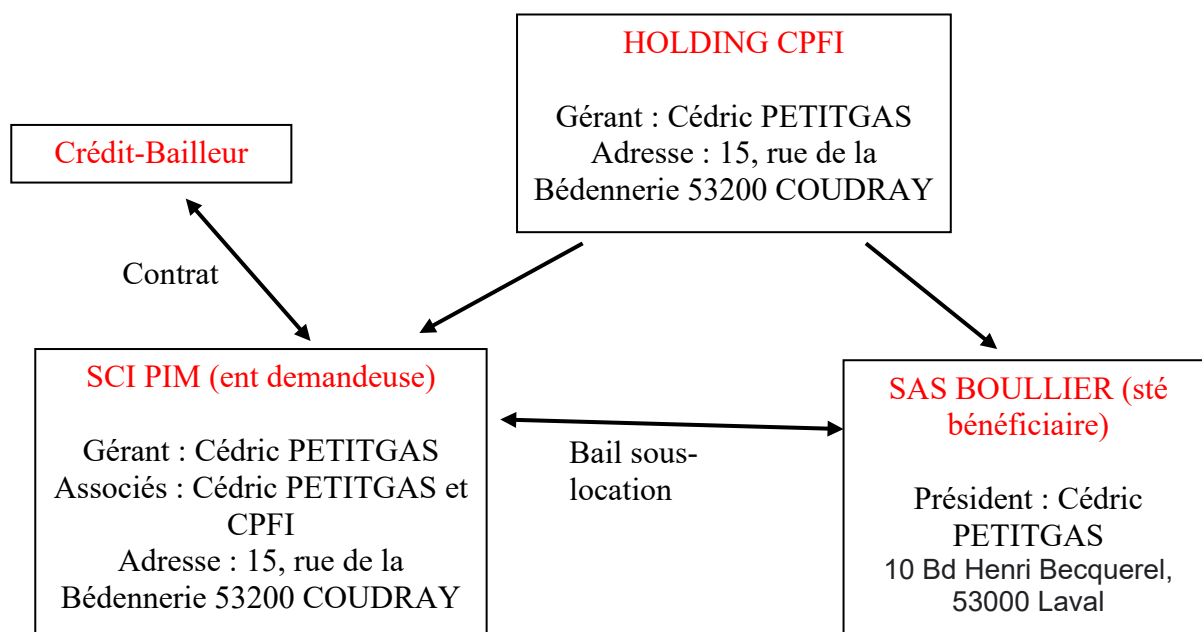 HOLDING CPFI
Gérant : Cédric PETITGAS
Adresse : 15, rue de la
Bédennerie 53200 COUDRAY
Crédit-Bailleur
Contrat
SCI PIM (ent demandeuse)
Gérant : Cédric PETITGAS
Associés : Cédric PETITGAS et
CPFI
Adresse : 15, rue de la
Bédennerie 53200 COUDRAY
Bail sous-
location
SAS BOULLIER (sté
bénéficiaire)
Président : Cédric
PETITGAS
10 Bd Henri Becquerel,
53000 Laval